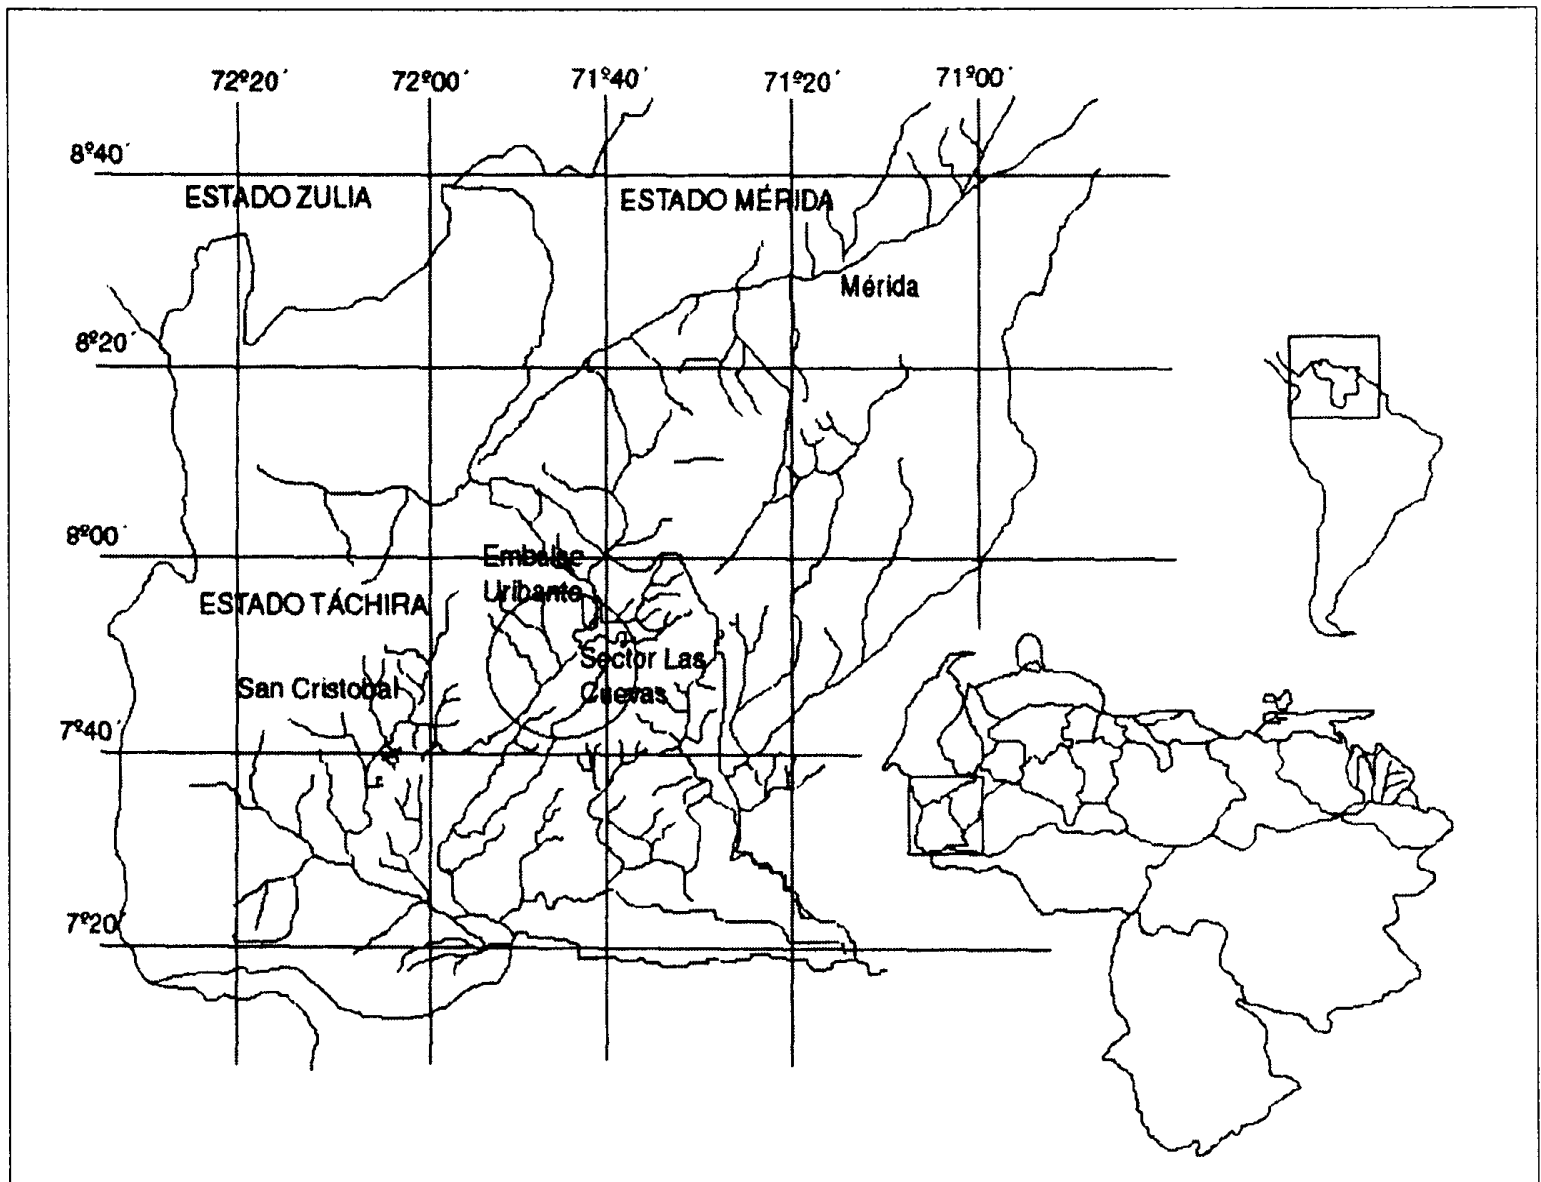 72º20´ 72º00´ 71º40´ 71º20´ 71º00´
8º40´
ESTADO ZULIA ESTADO MÉRIDA
Mérida
8º20´
8º00´
Embalse
Uribante
ESTADO TÁCHIRA
Sector Las
Cuevas
San Cristobal
7º40´
7º20´